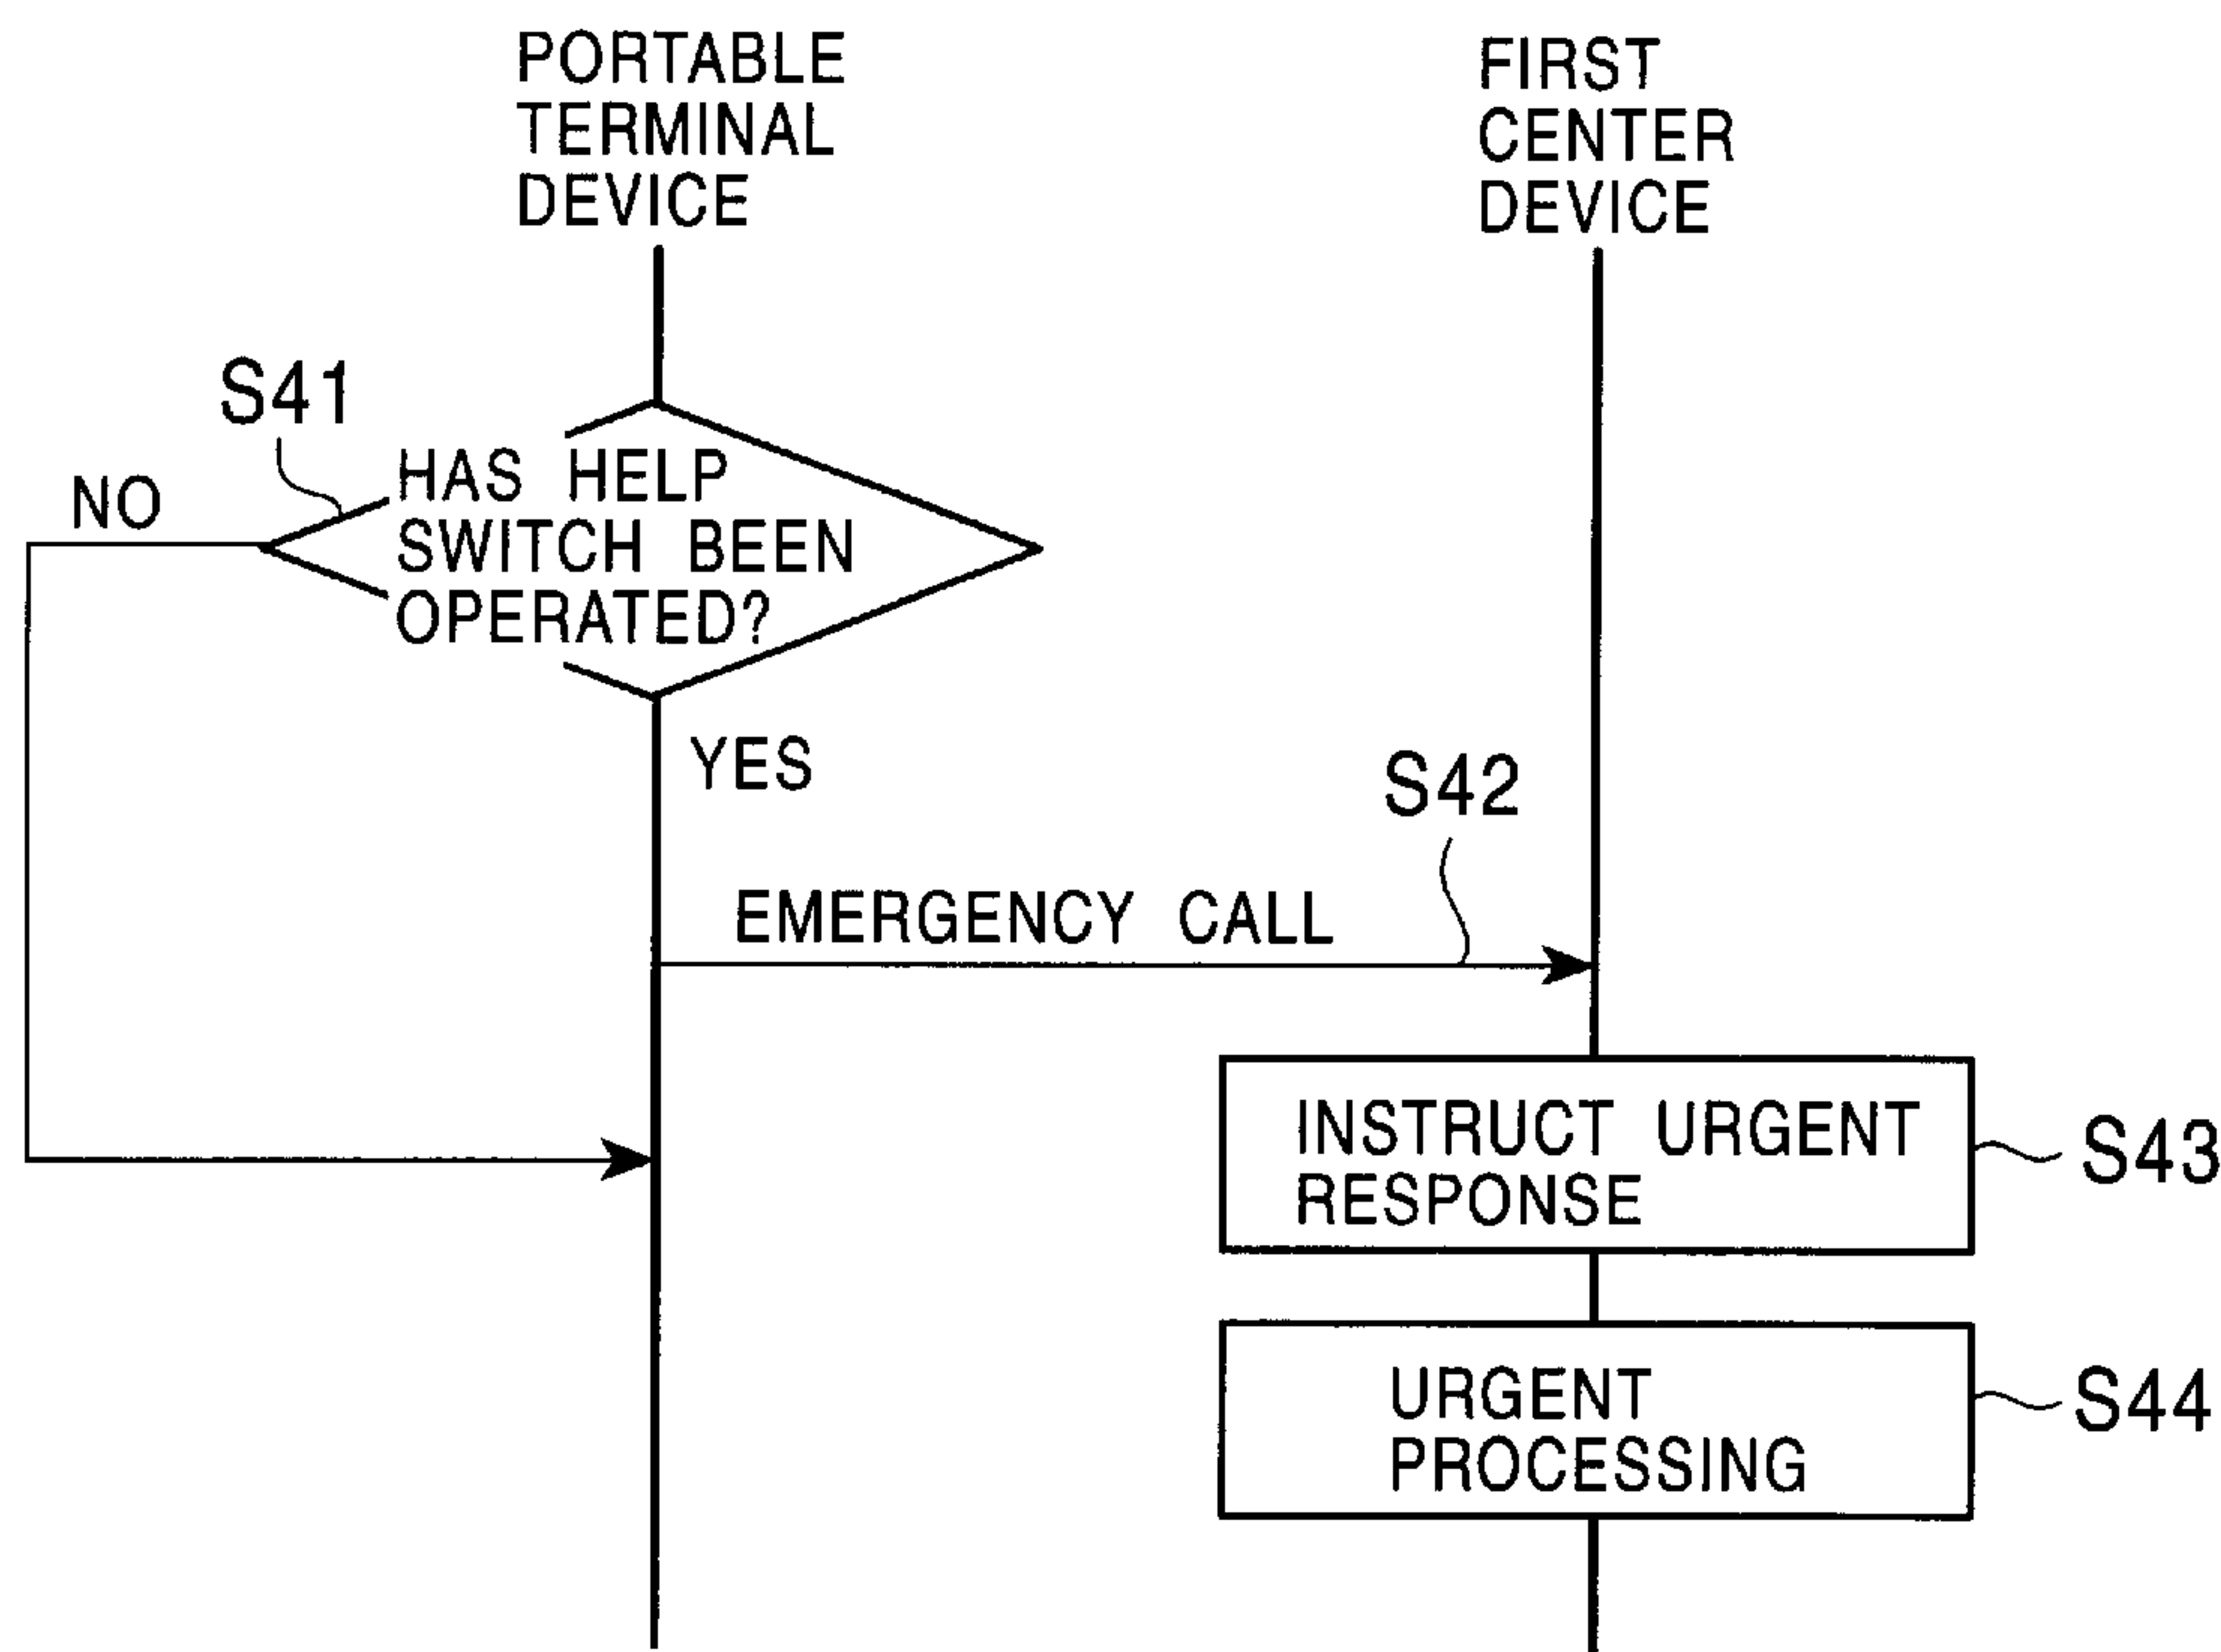 PORTABLE
TERMINAL
DEVICE
FIRST
CENTER
DEVICE
S41
NO
HAS HELP
SWITCH BEEN
OPERATED?
YES
S42
EMERGENCY CALL
INSTRUCT URGENT
RESPONSE
S43
URGENT
PROCESSING
S44